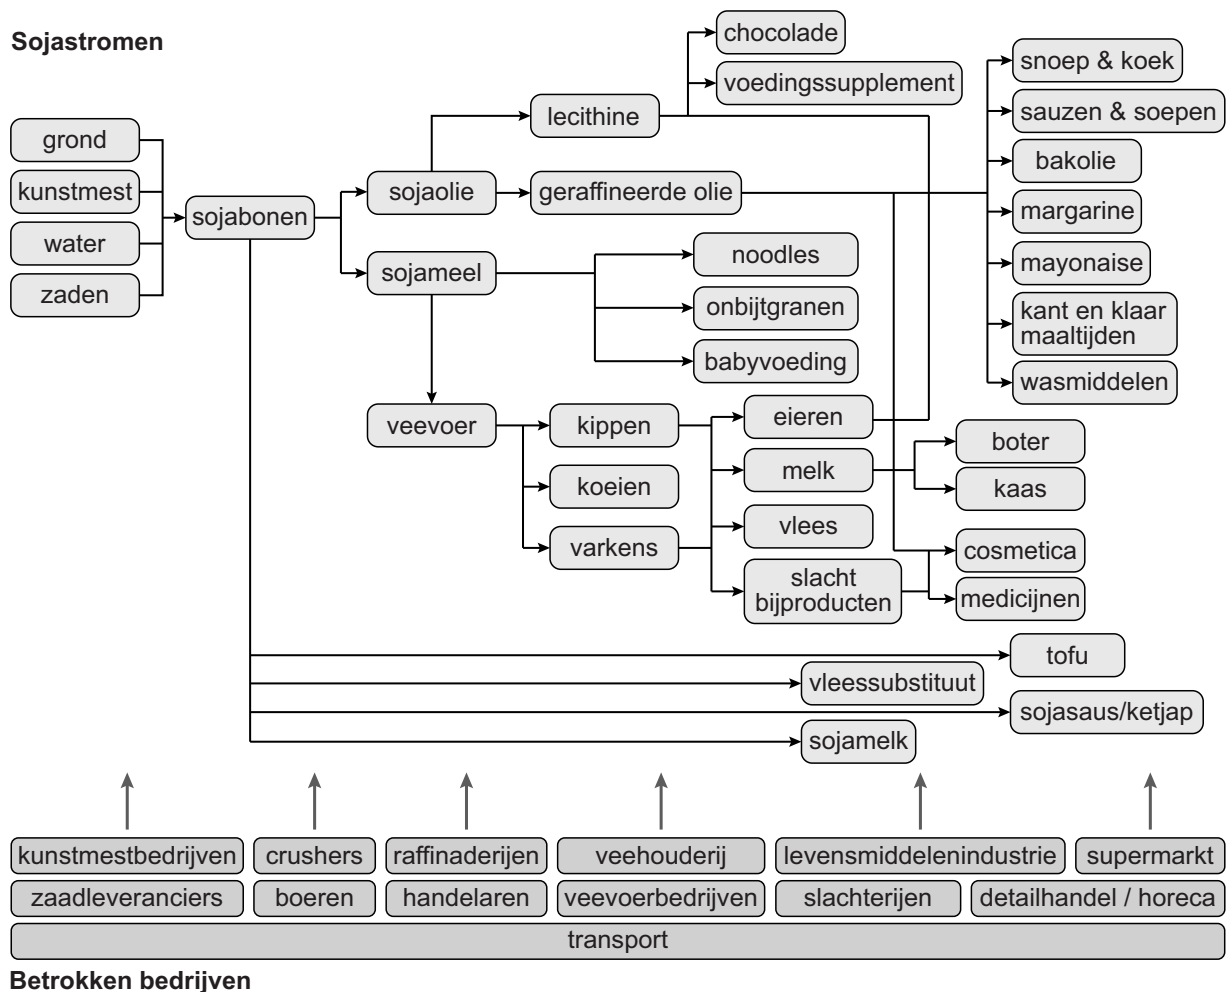 Sojastromen
grond
kunstmest
water
zaden
sojabonen
sojaolie
sojameel
veevoer
lecithine
geraffineerde olie
chocolade
voedingssupplement
noodles
onbijtgranen
babyvoeding
kippen
koeien
varkens
eieren
melk
vlees
slacht
bijproducten
snoep & koek
sauzen & soepen
bakolie
margarine
mayonaise
kant en klaar
maaltijden
wasmiddelen
boter
kaas
cosmetica
medicijnen
tofu
vleessubstituut
sojasaus/ketjap
sojamelk
kunstmestbedrijven crushers raffinaderijen veehouderij levensmiddelenindustrie supermarkt
zaadleveranciers boeren handelaren veevoerbedrijven slachterijen detailhandel / horeca
transport
Betrokken bedrijven